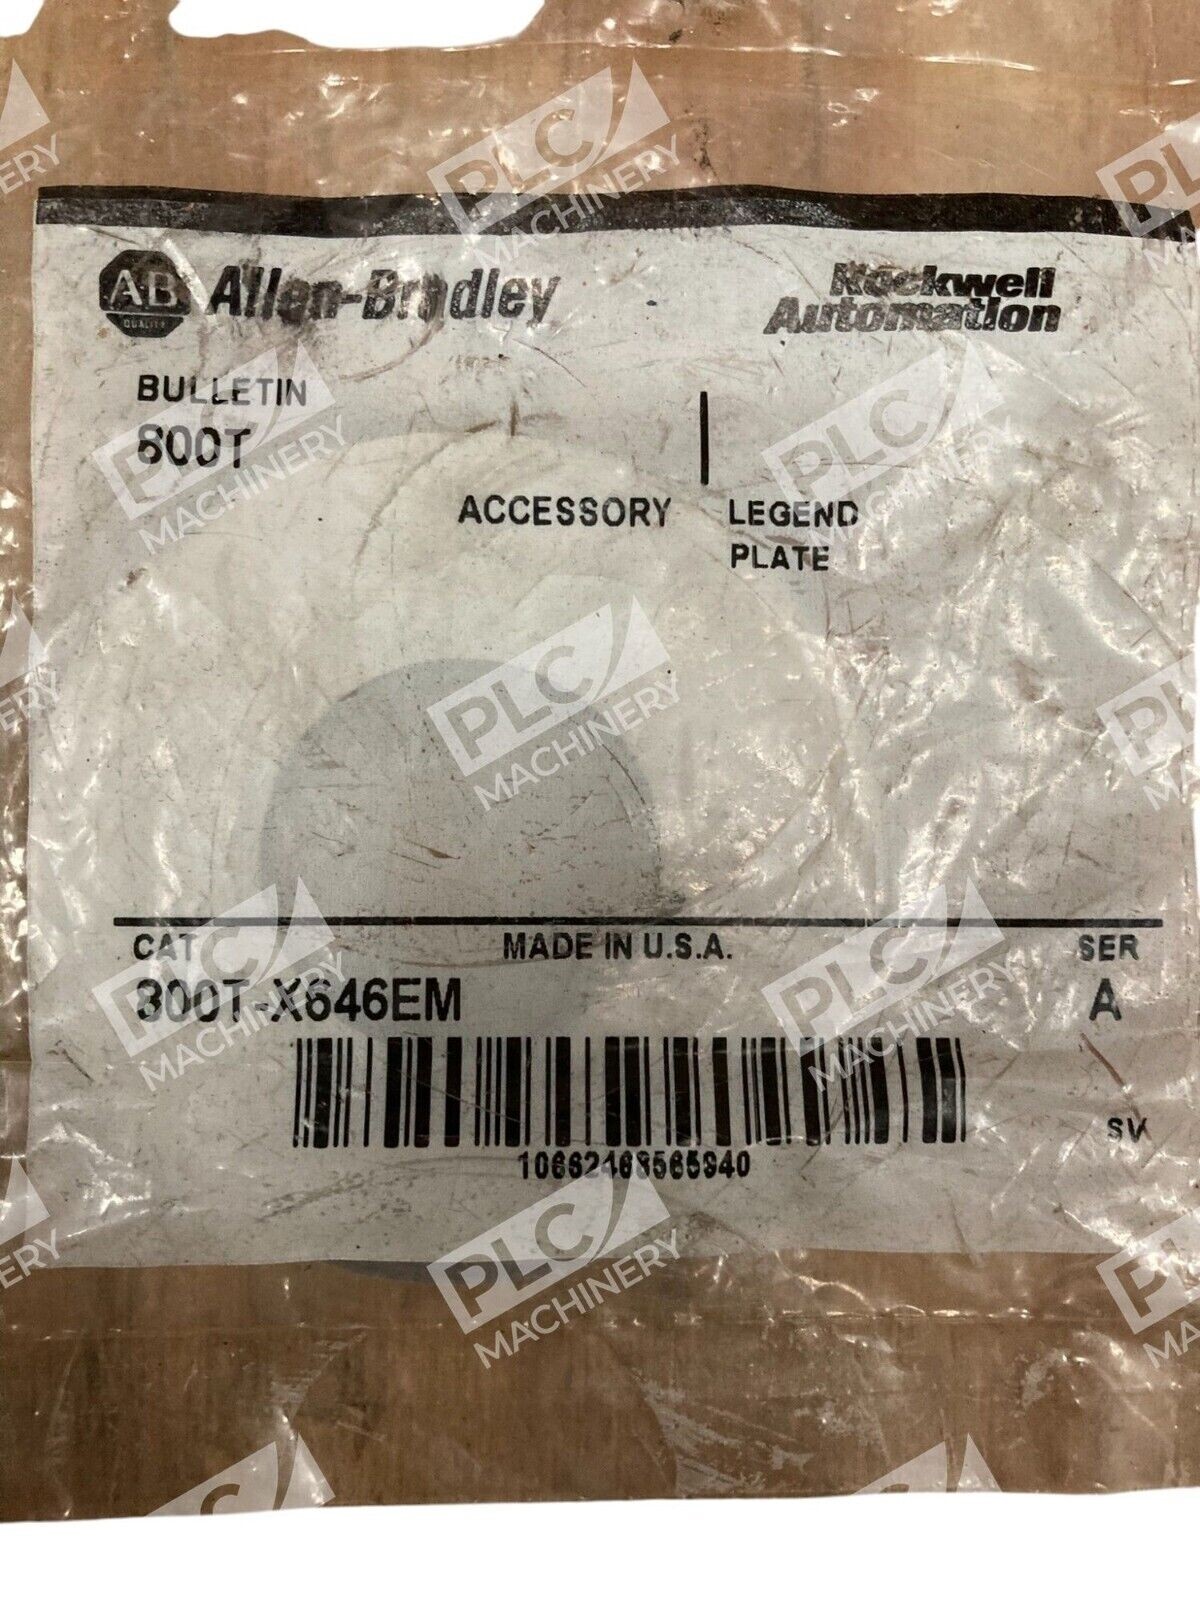 AB
QUALITY
Allen-Bradley
Rockwell
Automation
BULLETIN
800T
ACCESSORY
LEGEND
PLATE
CAT
MADE IN U.S.A.
SER
800T-X646EM
A
SV
PLC
MACHINERY